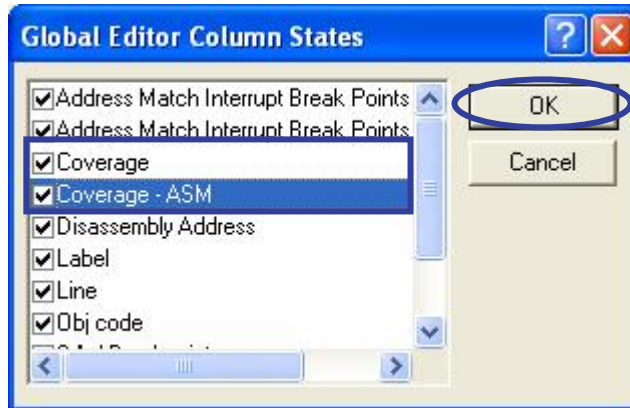 Global Editor Column States
Address Match Interrupt Break Points
Address Match Interrupt Break Points
Coverage
Coverage - ASM
Disassembly Address
Label
Line
Obj code
OK
Cancel